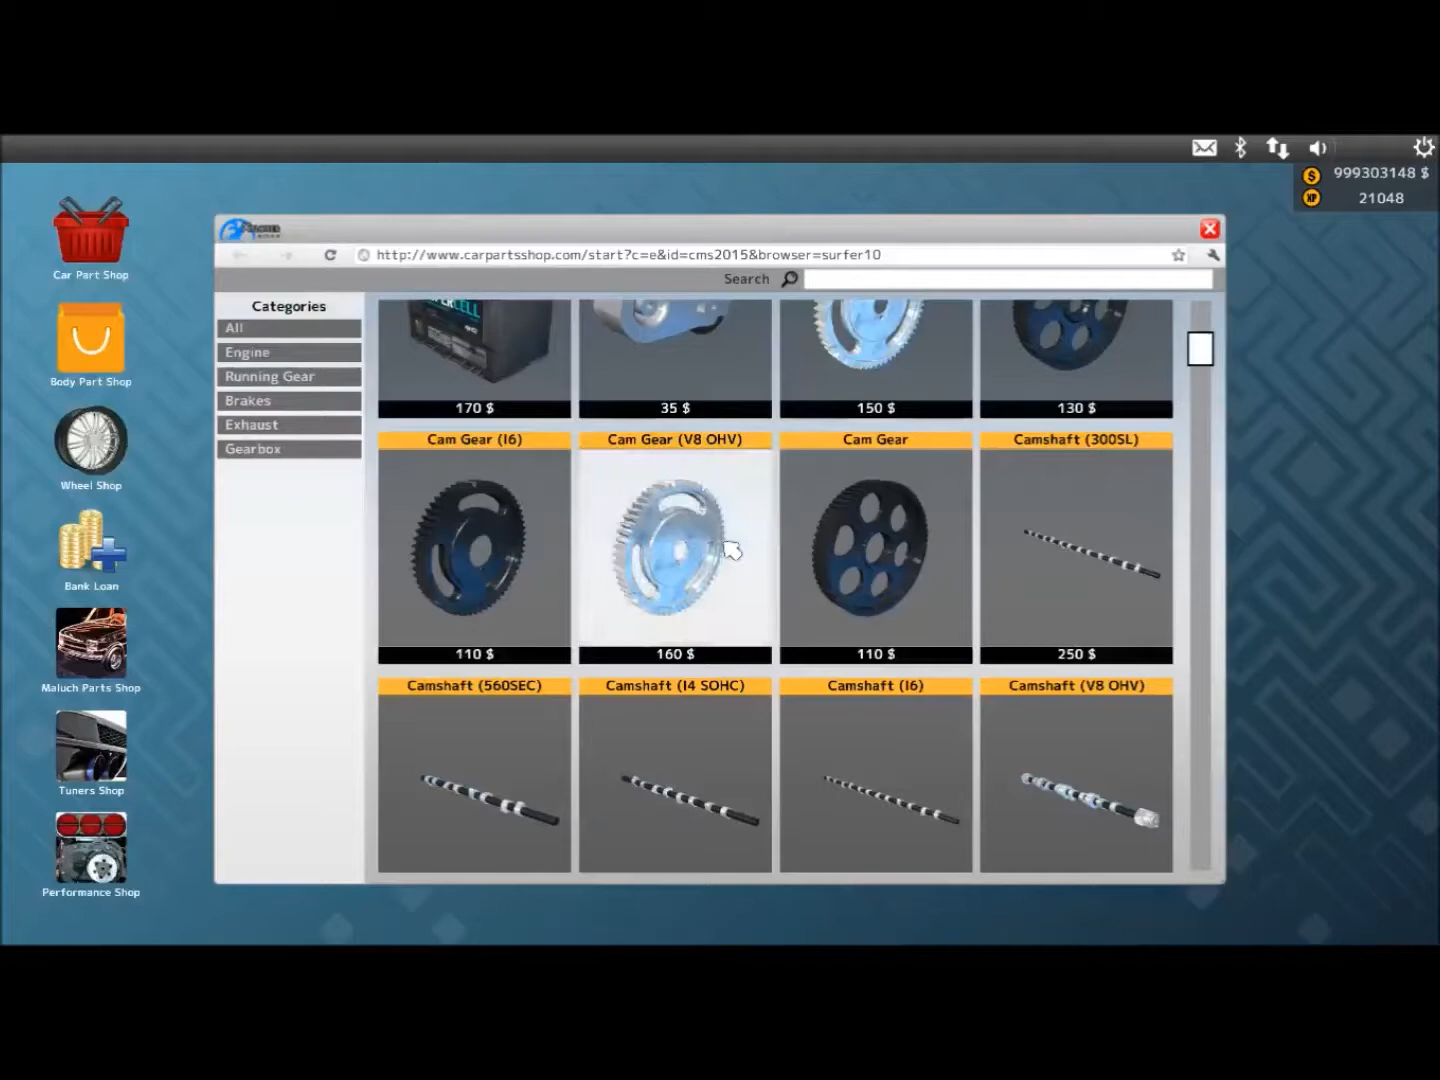 999303148 $
21048
http://www.carpartsshop.com/start?c=e&id=cms2015&browser=surfer10
Search
Categories
All
Engine
Running Gear
Brakes
Exhaust
Gearbox
170 $
35 $
150 $
130 $
Cam Gear (I6)
Cam Gear (V8 OHV)
Cam Gear
Camshaft (300SL)
110 $
160 $
110 $
250 $
Camshaft (560SEC)
Camshaft (I4 SOHC)
Camshaft (I6)
Camshaft (V8 OHV)
Car Part Shop
Body Part Shop
Wheel Shop
Bank Loan
Maluch Parts Shop
Tuners Shop
Performance Shop